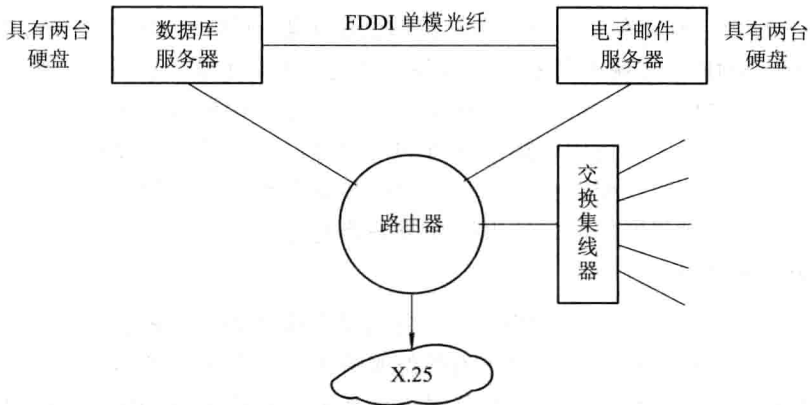 具有两台
硬盘
数据库
服务器
FDDI 单模光纤
电子邮件
服务器
具有两台
硬盘
路由器
交换集线器
X.25